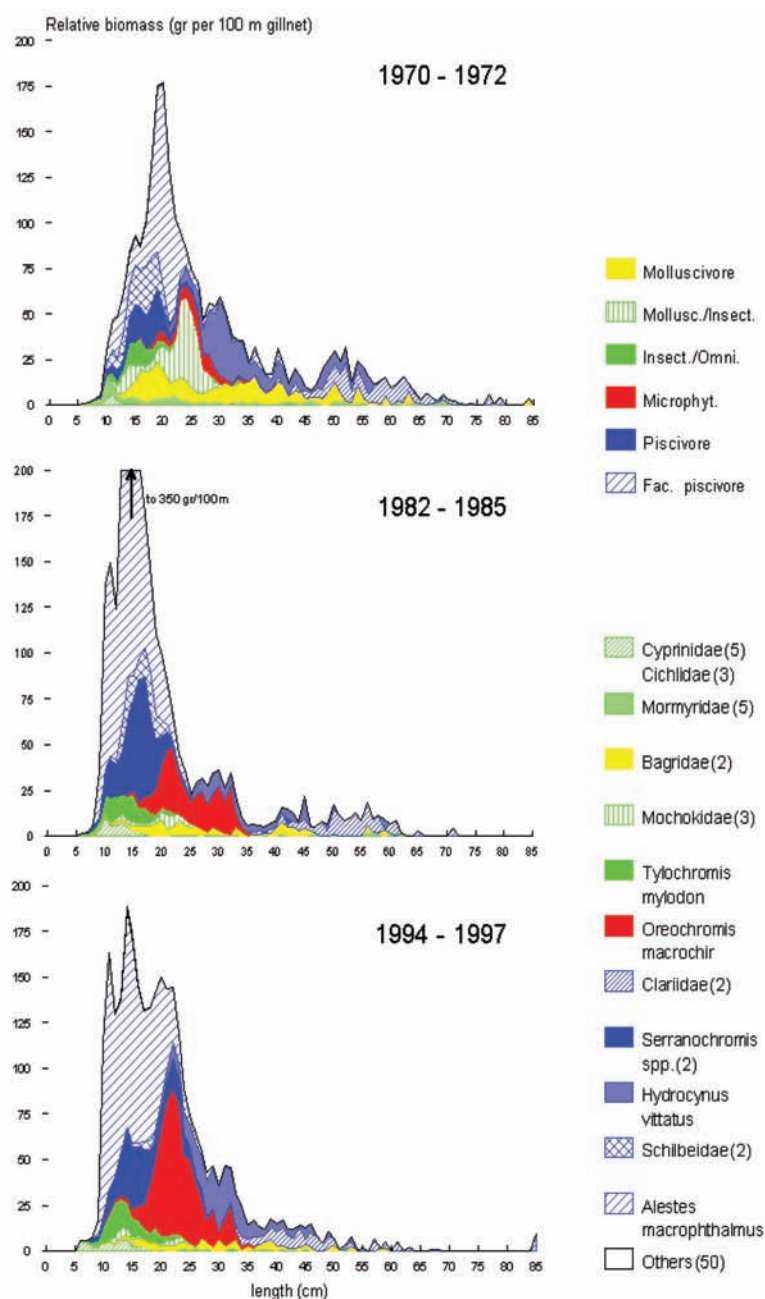 Relative biomass (gr per 100 m gillnet)
1970 - 1972
200
175
150
125
100
75
50
25
0
0 5 10 15 20 25 30 35 40 45 50 55 60 65 70 75 80 85
Molluscivore
Mollusc./Insect.
Insect./Omni.
Microphyt.
Piscivore
Fac. piscivore
1982 - 1985
to 350 gr/100m
200
175
150
125
100
75
50
25
0
0 5 10 15 20 25 30 35 40 45 50 55 60 65 70 75 80 85
1994 - 1997
200
175
150
125
100
75
50
25
0
0 5 10 15 20 25 30 35 40 45 50 55 60 65 70 75 80 85
length (cm)
Cyprinidae(5)
Cichlidae(3)
Mormyridae(5)
Bagridae(2)
Mochokidae(3)
Tylochromis
mylodon
Oreochromis
macrochir
Clariidae(2)
Serranochromis
spp.(2)
Hydrocynus
vittatus
Schilbeidae(2)
Alestes
macrophthalmus
Others(50)